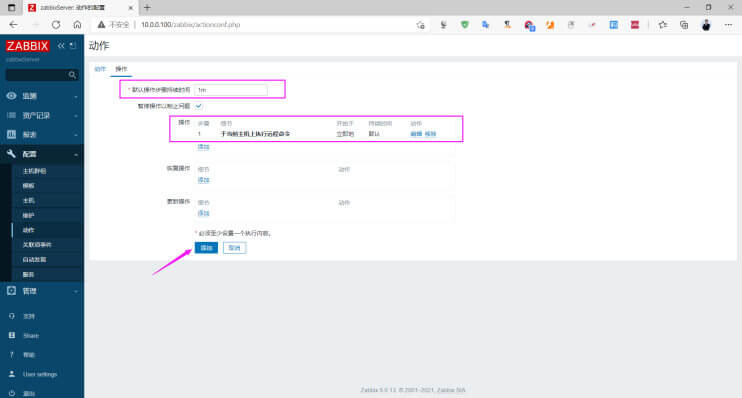 zabbixServer: 动作的配置
不安全 | 10.0.0.100/zabbix/actionconf.php
ZABBIX
zabbixServer
动作
监测
资产记录
报表
配置
主机群组
模板
主机
维护
动作
关联项事件
自动发现
服务
管理
支持
Share
帮助
User settings
退出
动作 操作
* 默认操作步骤持续时间 1m
暂停操作以制止问题
操作 步骤 细节 开始于 持续时间 动作
1 于当前主机上执行远程命令 立即地 默认 编辑 移除
添加
恢复操作 细节 动作
添加
更新操作 细节 动作
添加
* 必须至少设置一个执行内容。
添加 取消
Zabbix 5.0.13. © 2001–2021, Zabbix SIA